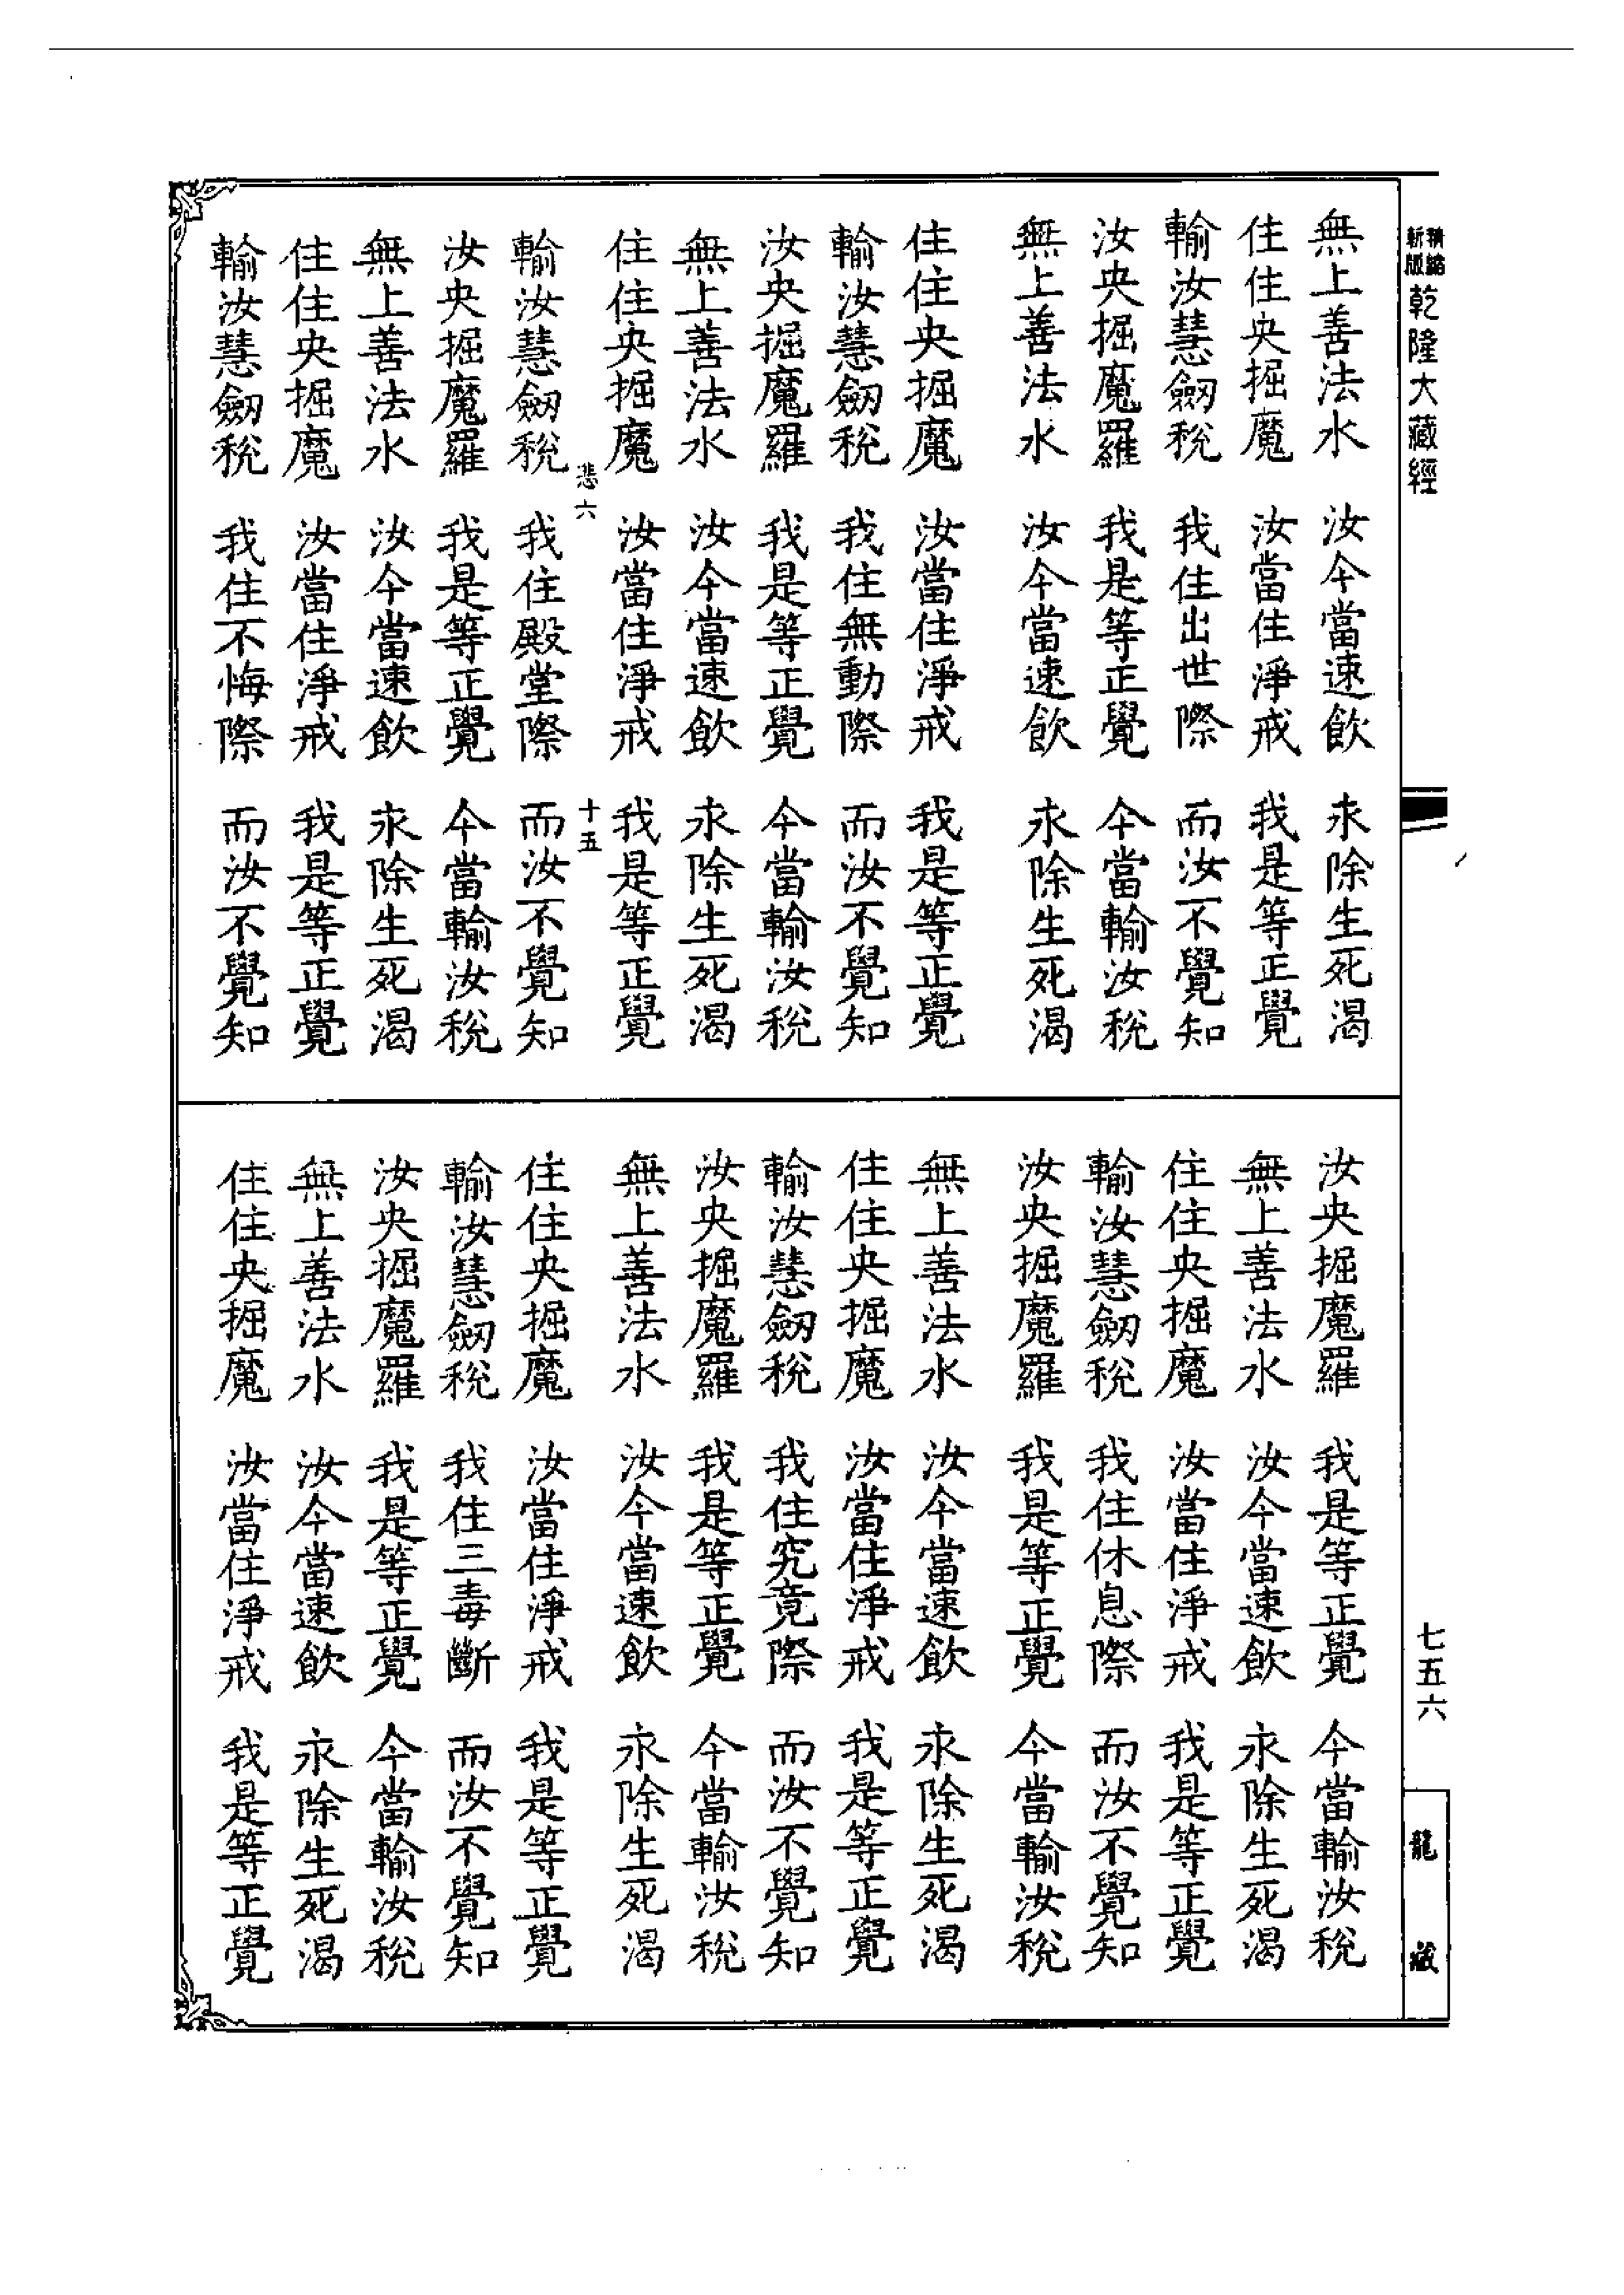 精縮新版乾隆大藏經
無上善法水 汝今當速飲 永除生死渴
住住央掘魔 汝當住淨戒 我是等正覺
輸汝慧劒稅 我住出世際 而汝不覺知
汝央掘魔羅 我是等正覺 今當輸汝稅
無上善法水 汝今當速飲 永除生死渴
住住央掘魔 汝當住淨戒 我是等正覺
輸汝慧劒稅 我住無動際 而汝不覺知
汝央掘魔羅 我是等正覺 今當輸汝稅
無上善法水 汝今當速飲 永除生死渴
住住央掘魔 汝當住淨戒 我是等正覺
悲六 十五
輸汝慧劒稅 我住殿堂際 而汝不覺知
汝央掘魔羅 我是等正覺 今當輸汝稅
無上善法水 汝今當速飲 永除生死渴
住住央掘魔 汝當住淨戒 我是等正覺
輸汝慧劒稅 我住不悔際 而汝不覺知
汝央掘魔羅 我是等正覺 今當輸汝稅
無上善法水 汝今當速飲 永除生死渴
住住央掘魔 汝當住淨戒 我是等正覺
輸汝慧劒稅 我住休息際 而汝不覺知
汝央掘魔羅 我是等正覺 今當輸汝稅
無上善法水 汝今當速飲 永除生死渴
住住央掘魔 汝當住淨戒 我是等正覺
輸汝慧劒稅 我住究竟際 而汝不覺知
汝央掘魔羅 我是等正覺 今當輸汝稅
無上善法水 汝今當速飲 永除生死渴
住住央掘魔 汝當住淨戒 我是等正覺
輸汝慧劒稅 我住三毒斷 而汝不覺知
汝央掘魔羅 我是等正覺 今當輸汝稅
無上善法水 汝今當速飲 永除生死渴
住住央掘魔 汝當住淨戒 我是等正覺
七五六
龍藏